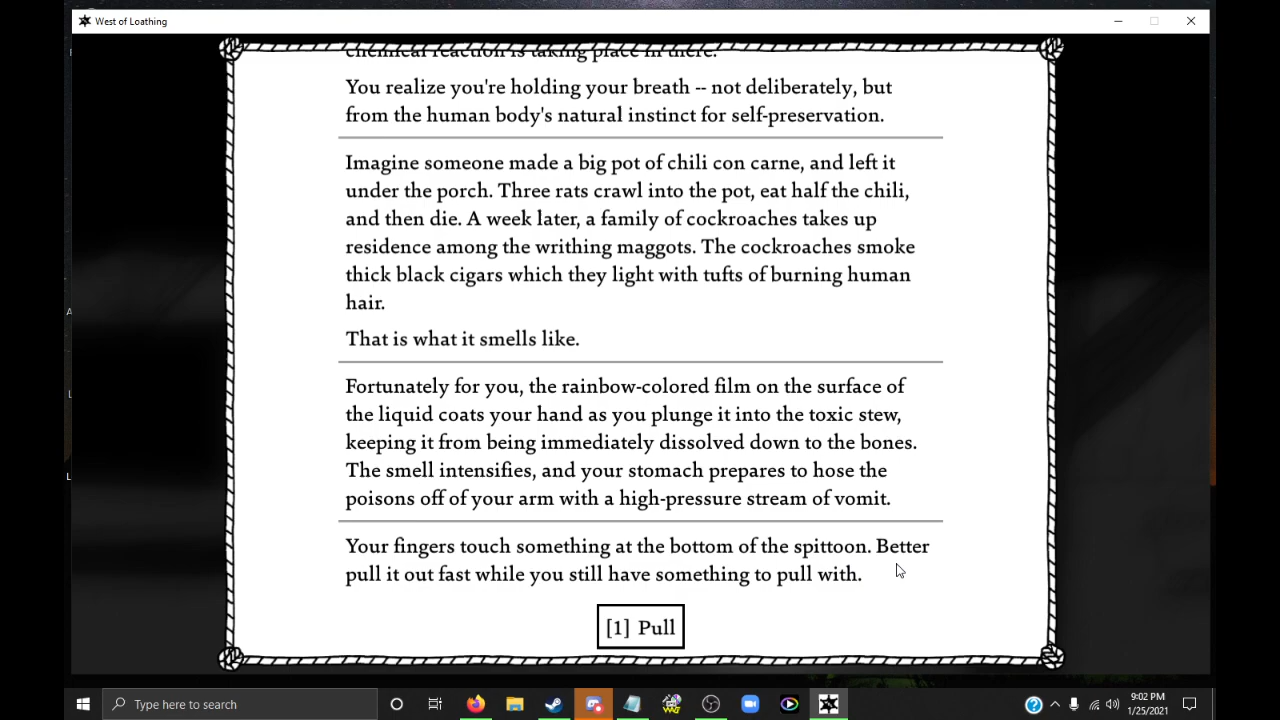 West of Loathing
chemical reaction is taking place in there.
You realize you're holding your breath -- not deliberately, but
from the human body's natural instinct for self-preservation.
Imagine someone made a big pot of chili con carne, and left it
under the porch. Three rats crawl into the pot, eat half the chili,
and then die. A week later, a family of cockroaches takes up
residence among the writhing maggots. The cockroaches smoke
thick black cigars which they light with tufts of burning human
hair.
That is what it smells like.
Fortunately for you, the rainbow-colored film on the surface of
the liquid coats your hand as you plunge it into the toxic stew,
keeping it from being immediately dissolved down to the bones.
The smell intensifies, and your stomach prepares to hose the
poisons off of your arm with a high-pressure stream of vomit.
Your fingers touch something at the bottom of the spittoon. Better
pull it out fast while you still have something to pull with.
[1] Pull
Type here to search
9:02 PM
1/25/2021